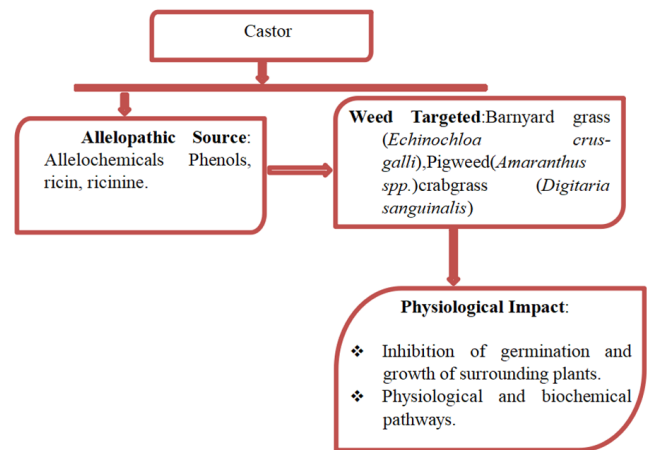 Castor
Allelopathic Source:
Allelochemicals Phenols,
ricin, ricinine.
Weed Targeted:Barnyard grass
(Echinochloa crus-
galli),Pigweed(Amaranthus
spp.)crabgrass (Digitaria
sanguinalis)
Physiological Impact:
❖ Inhibition of germination and
growth of surrounding plants.
❖ Physiological and biochemical
pathways.